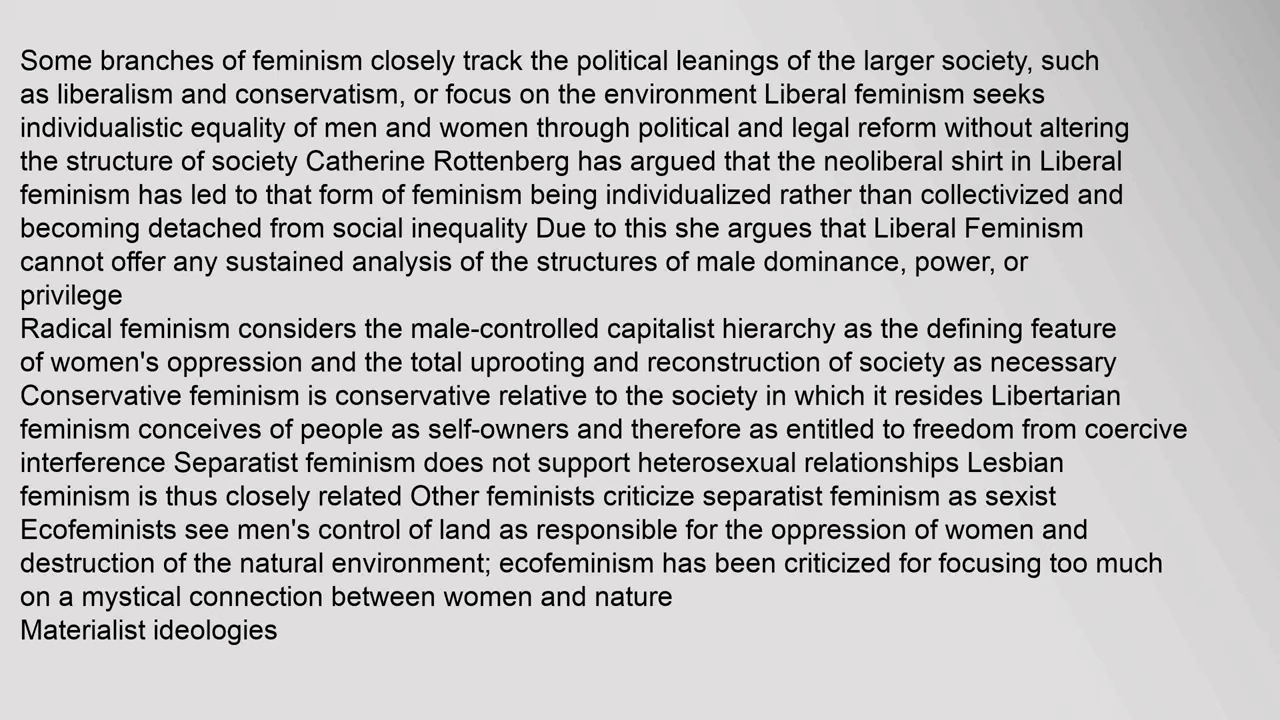 Some branches of feminism closely track the political leanings of the larger society, such
as liberalism and conservatism, or focus on the environment Liberal feminism seeks
individualistic equality of men and women through political and legal reform without altering
the structure of society Catherine Rottenberg has argued that the neoliberal shirt in Liberal
feminism has led to that form of feminism being individualized rather than collectivized and
becoming detached from social inequality Due to this she argues that Liberal Feminism
cannot offer any sustained analysis of the structures of male dominance, power, or
privilege
Radical feminism considers the male-controlled capitalist hierarchy as the defining feature
of women's oppression and the total uprooting and reconstruction of society as necessary
Conservative feminism is conservative relative to the society in which it resides Libertarian
feminism conceives of people as self-owners and therefore as entitled to freedom from coercive
interference Separatist feminism does not support heterosexual relationships Lesbian
feminism is thus closely related Other feminists criticize separatist feminism as sexist
Ecofeminists see men's control of land as responsible for the oppression of women and
destruction of the natural environment; ecofeminism has been criticized for focusing too much
on a mystical connection between women and nature
Materialist ideologies